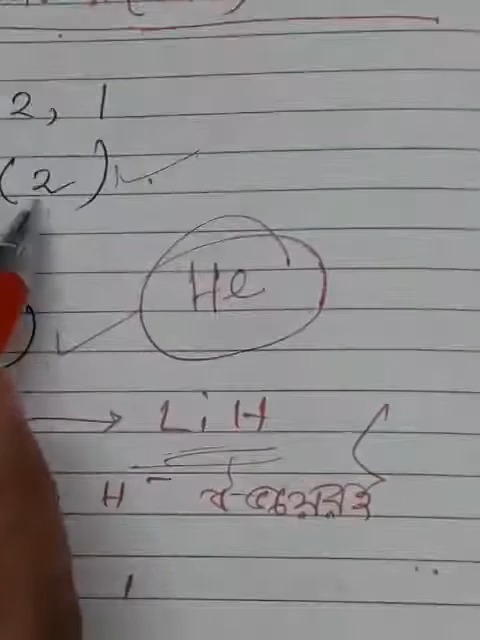 2, 1
(2)
He
)
→ LiH
H⁻